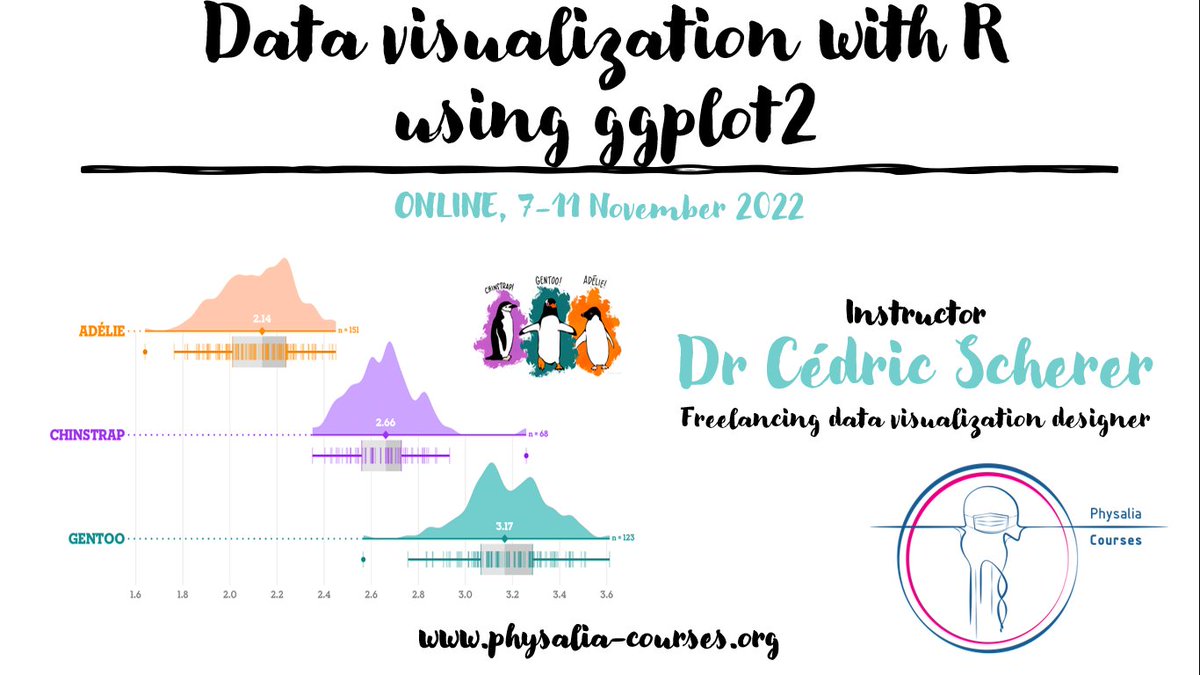 Data visualization with R
using ggplot2
ONLINE, 7-11 November 2022
CHINSTRAP!
GENTOO!
ADÉLIE!
2.14
ADÉLIE
n = 151
2.66
CHINSTRAP
n = 68
3.17
GENTOO
n = 123
1.6 1.8 2.0 2.2 2.4 2.6 2.8 3.0 3.2 3.4 3.6
Instructor
Dr Cédric Scherer
Freelancing data visualization designer
Physalia
Courses
www.physalia-courses.org